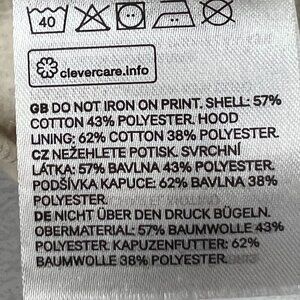 40
clevercare.info
GB DO NOT IRON ON PRINT. SHELL: 57%
COTTON 43% POLYESTER. HOOD
LINING: 62% COTTON 38% POLYESTER.
CZ NEŽEHLETE POTISK. SVRCHNÍ
LÁTKA: 57% BAVLNA 43% POLYESTER.
PODŠÍVKA KAPUCE: 62% BAVLNA 38%
POLYESTER.
DE NICHT ÜBER DEN DRUCK BÜGELN.
OBERMATERIAL: 57% BAUMWOLLE 43%
POLYESTER. KAPUZENFUTTER: 62%
BAUMWOLLE 38% POLYESTER.